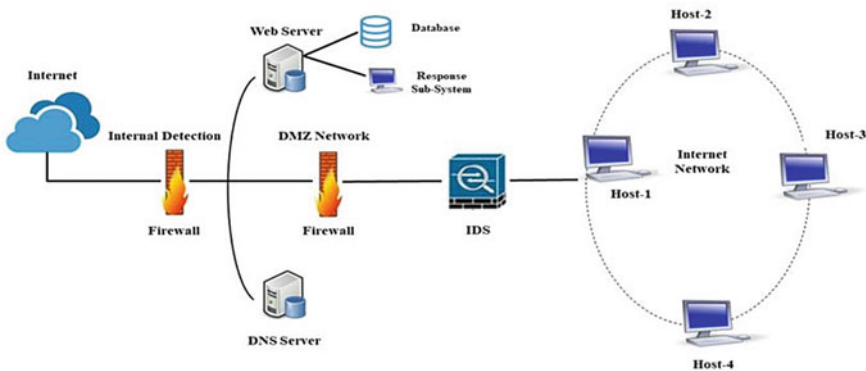 Host-2
Web Server
Database
Internet
Response
Sub-System
Internal Detection
DMZ Network
Host-3
Internet
Network
Host-1
Firewall
Firewall
IDS
DNS Server
Host-4